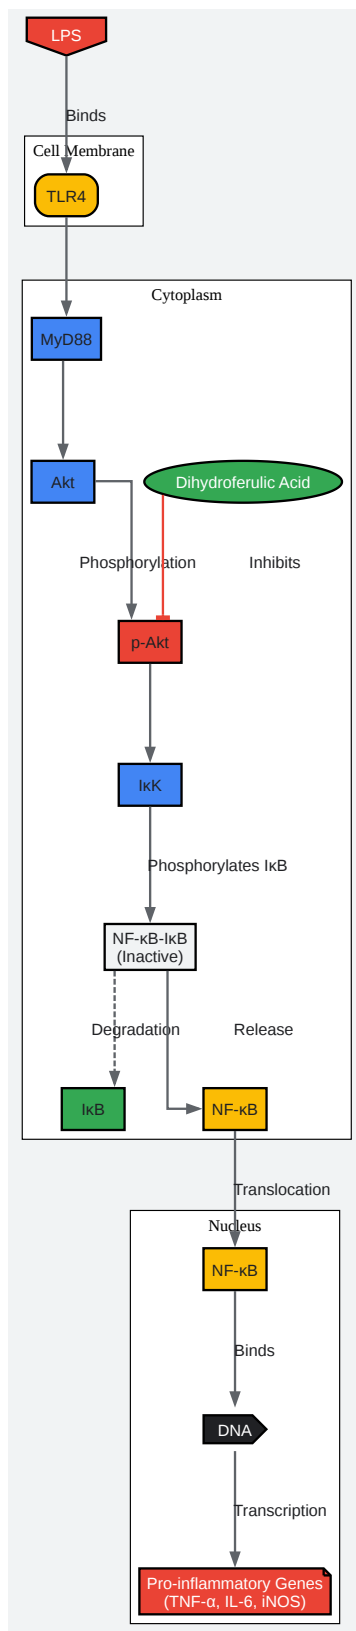 LPS
Binds
Cell Membrane
TLR4
Cytoplasm
MyD88
Akt
Dihydroferulic Acid
Phosphorylation
Inhibits
p-Akt
IκK
Phosphorylates IκB
NF-κB-IκB
(Inactive)
Degradation
Release
IκB
NF-κB
Translocation
Nucleus
NF-κB
Binds
DNA
Transcription
Pro-inflammatory Genes
(TNF-α, IL-6, iNOS)